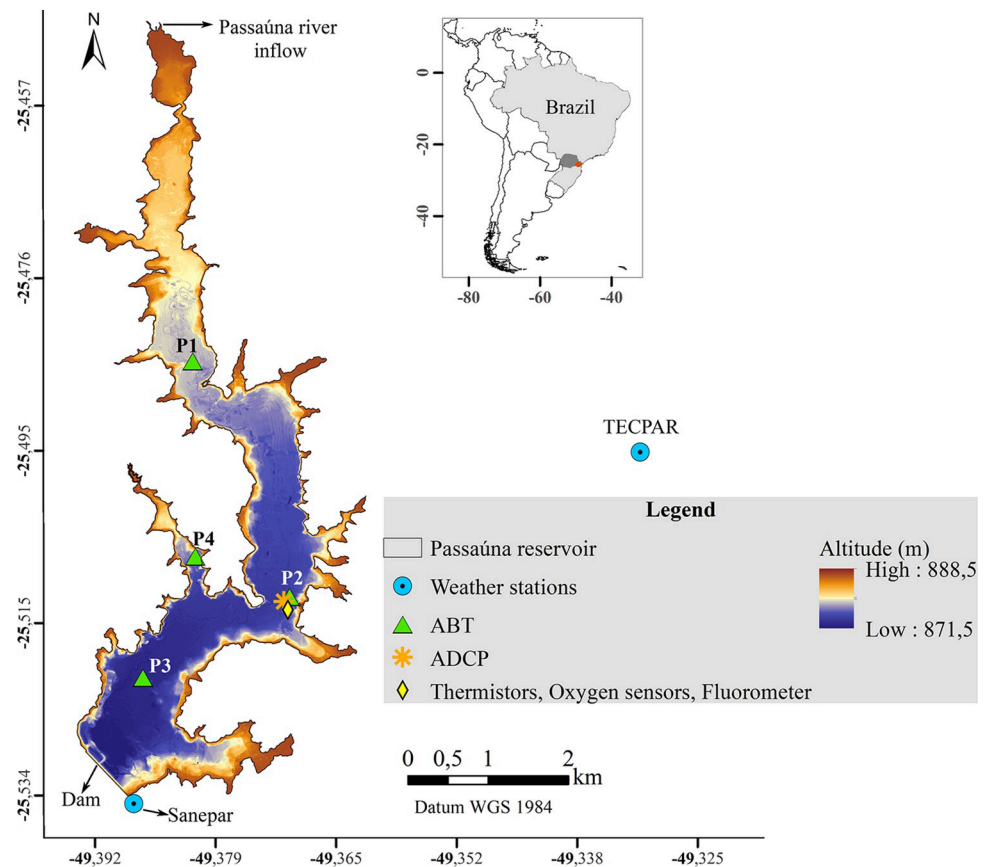 N
Passaúna river
inflow
-25,457
-25,476
-25,495
-25,515
-25,534
Brazil
0
-20
-40
-80
-60
-40
P1
P4
P2
P3
TECPAR
Legend
Passaúna reservoir
Weather stations
ABT
ADCP
Thermistors, Oxygen sensors, Fluorometer
Altitude (m)
High : 888,5
Low : 871,5
0 0,5 1 2
km
Datum WGS 1984
Dam
Sanepar
-49,392 -49,379 -49,365 -49,352 -49,338 -49,325